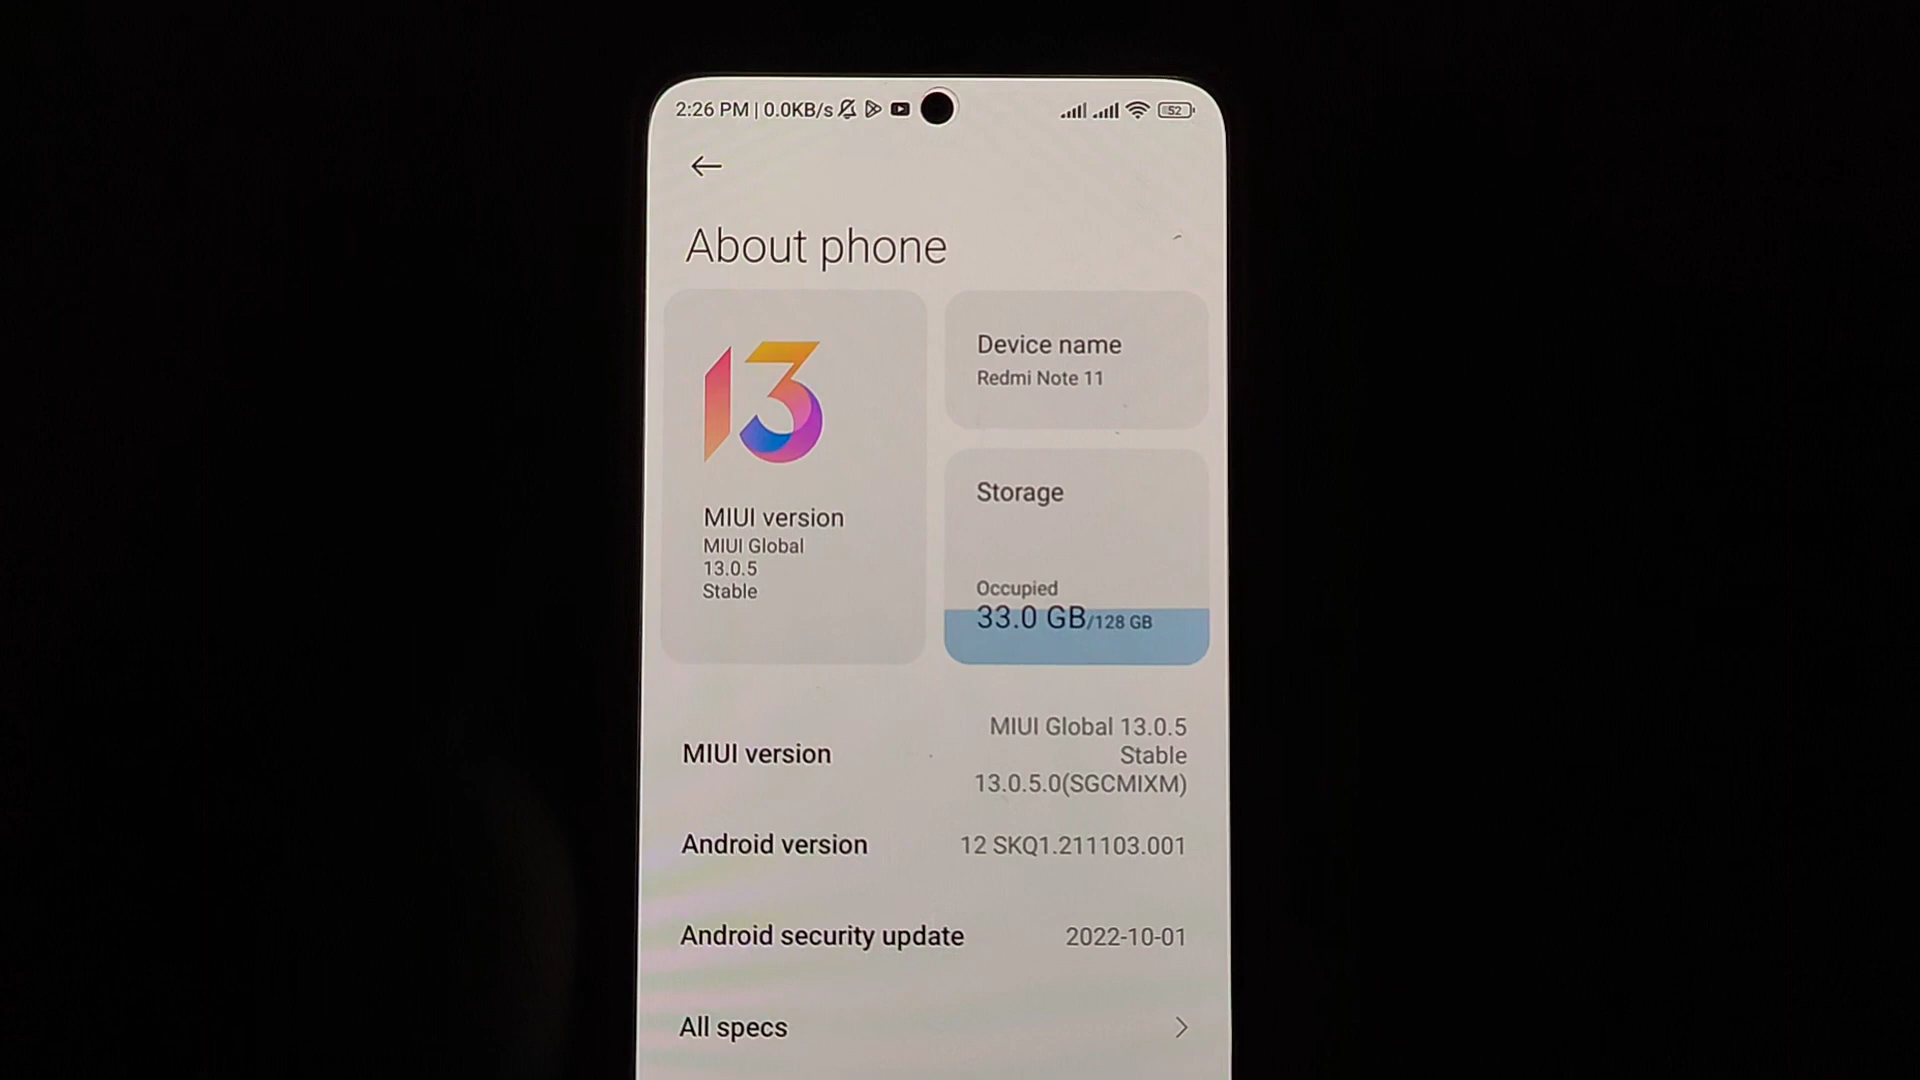 2:26 PM | 0.0KB/s
52
About phone
13
MIUI version
MIUI Global
13.0.5
Stable
Device name
Redmi Note 11
Storage
Occupied
33.0 GB/128 GB
MIUI version
MIUI Global 13.0.5
Stable
13.0.5.0(SGCMIXM)
Android version
12 SKQ1.211103.001
Android security update
2022-10-01
All specs